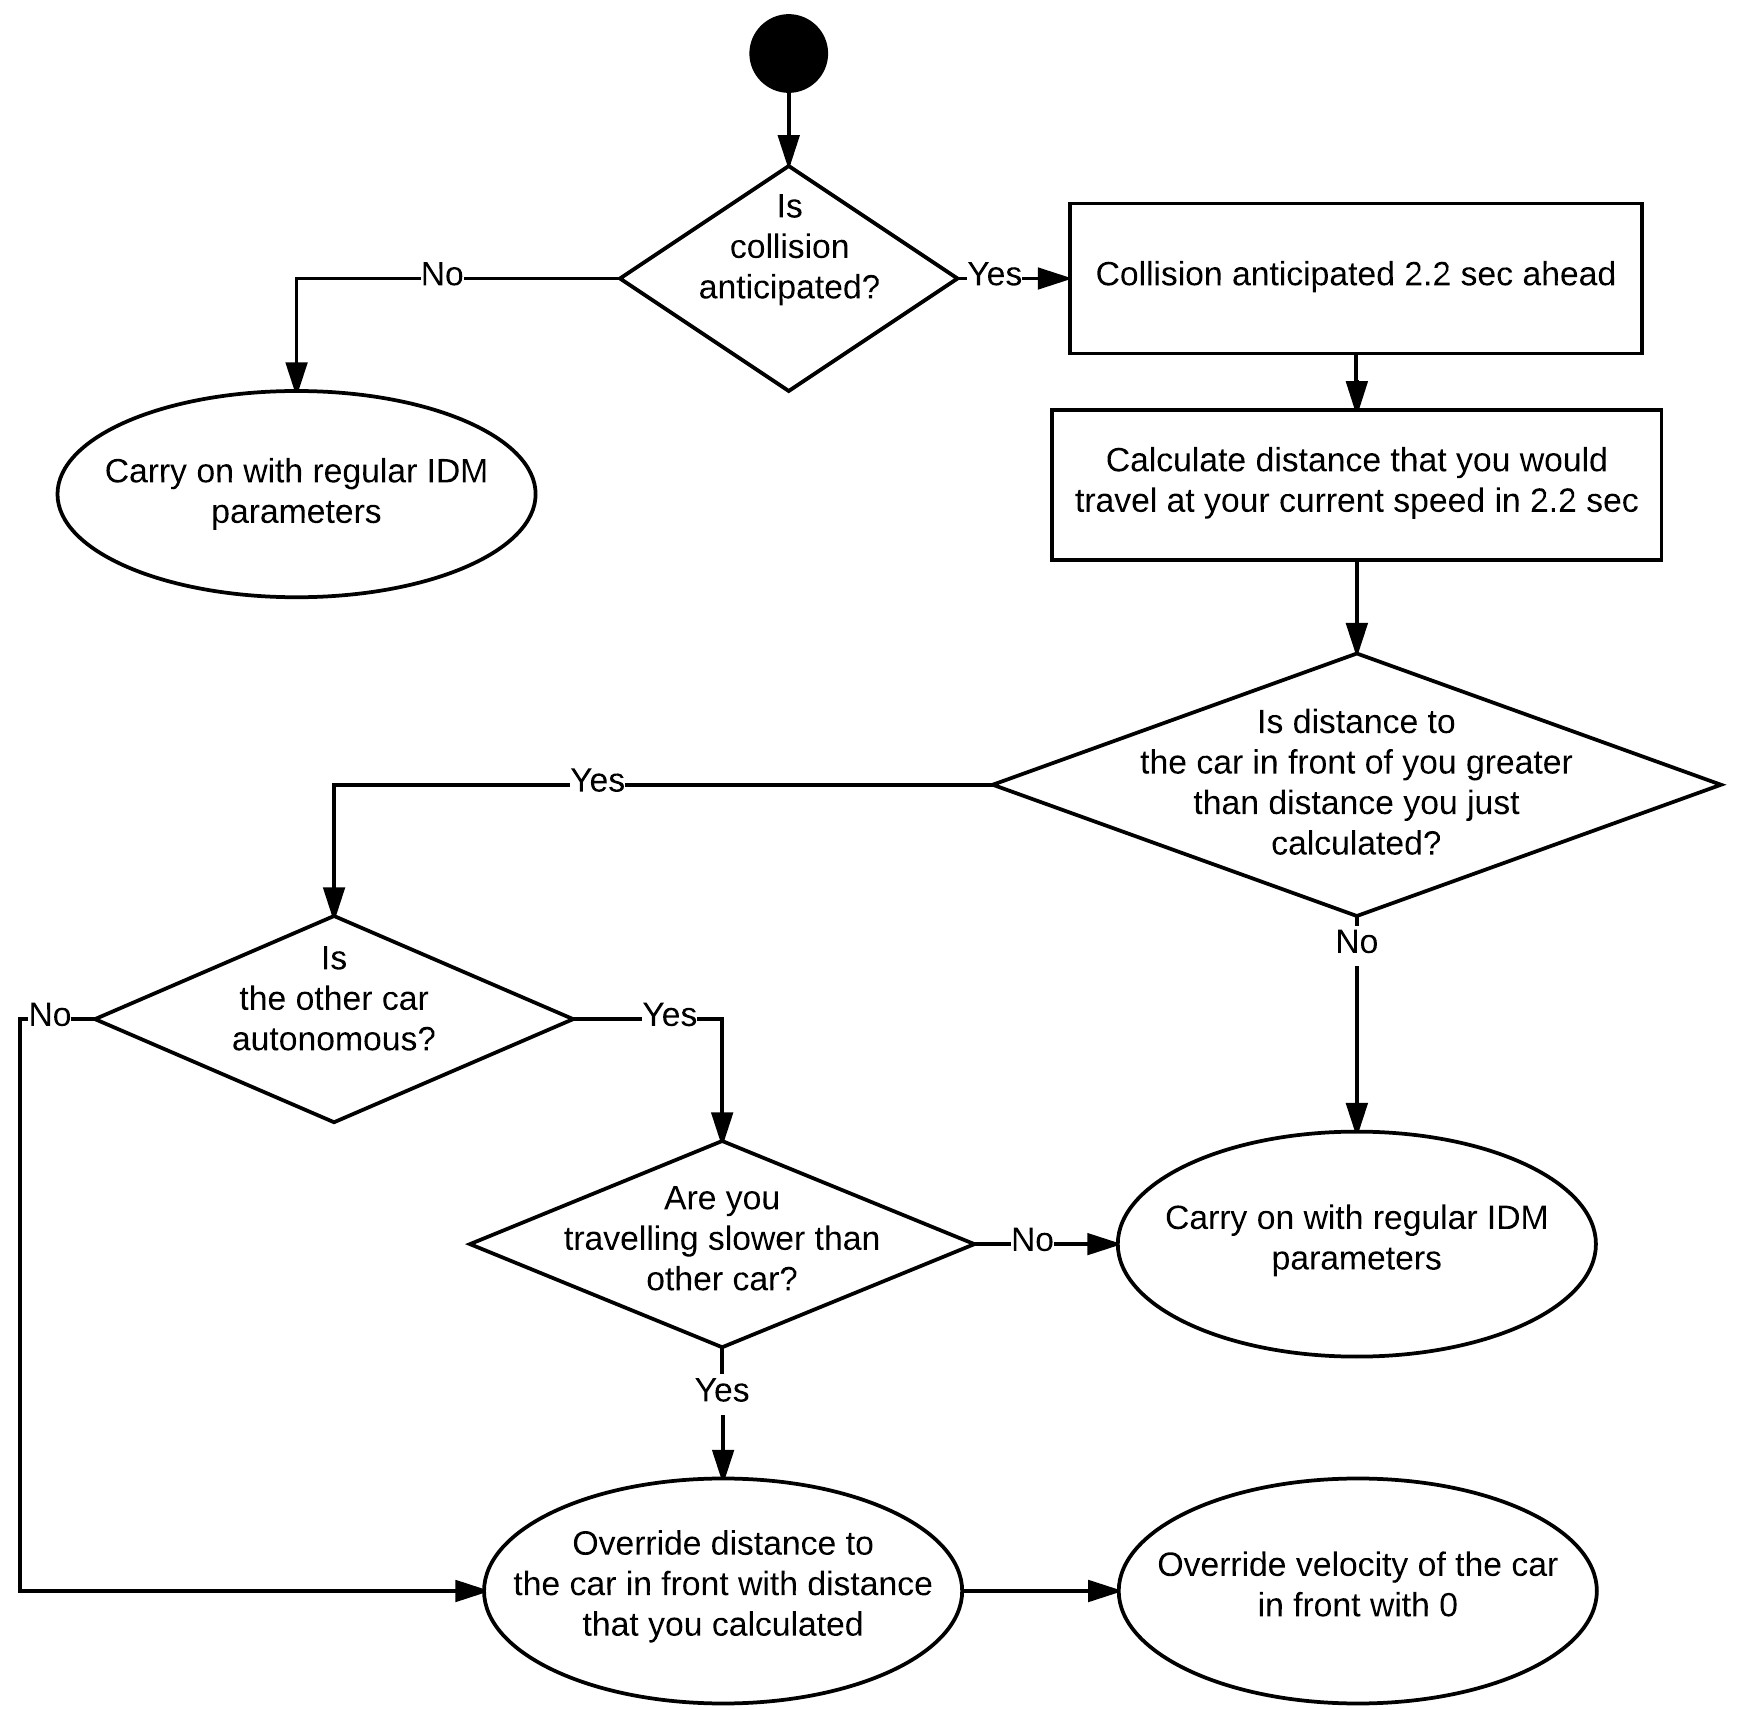 Is
collision
anticipated?
No
Yes
Collision anticipated 2.2 sec ahead
Carry on with regular IDM
parameters
Calculate distance that you would
travel at your current speed in 2.2 sec
Is distance to
the car in front of you greater
than distance you just
calculated?
Yes
No
Is
the other car
autonomous?
No
Yes
Are you
travelling slower than
other car?
No
Carry on with regular IDM
parameters
Yes
Override distance to
the car in front with distance
that you calculated
Override velocity of the car
in front with 0